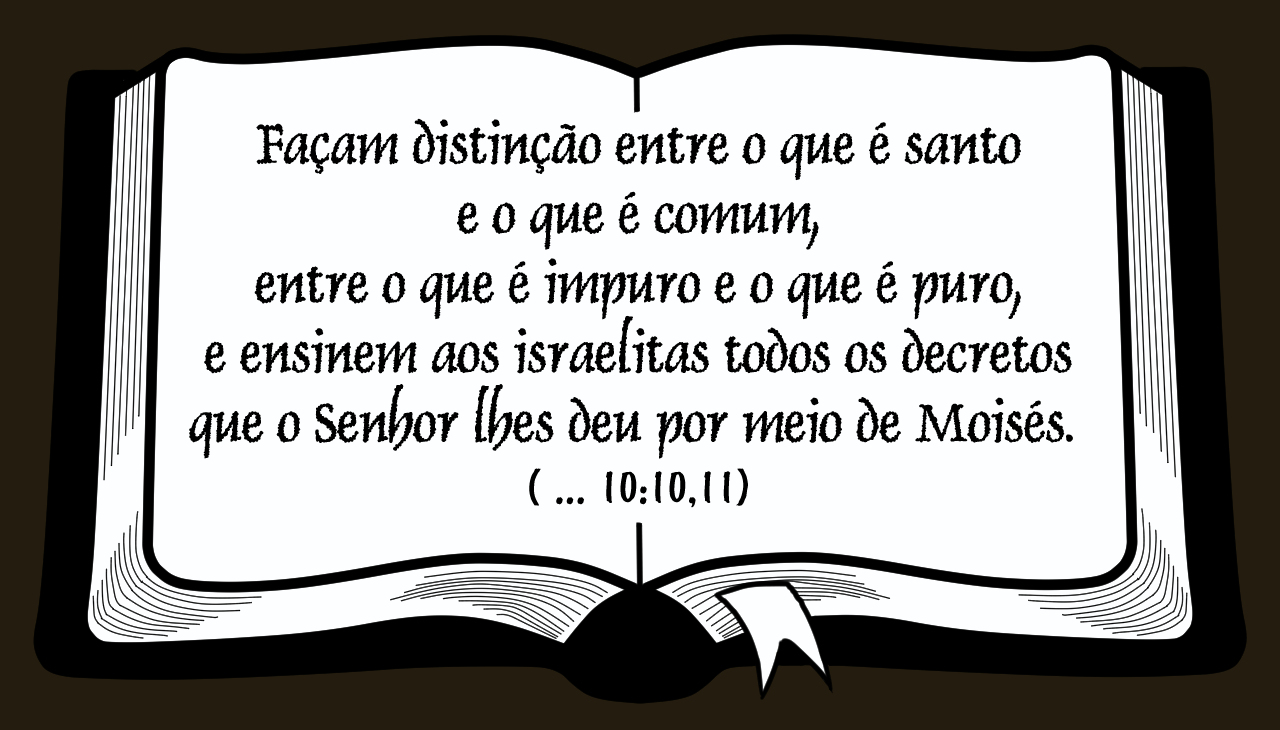 Façam distinção entre o que é santo
e o que é comum,
entre o que é impuro e o que é puro,
e ensinem aos israelitas todos os decretos
que o Senhor lhes deu por meio de Moisés.
( ... 10:10,11)